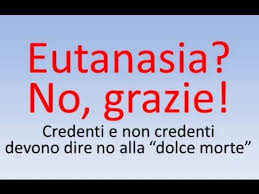 Eutanasia?
No, grazie!
Credenti e non credenti
devono dire no alla “dolce morte”